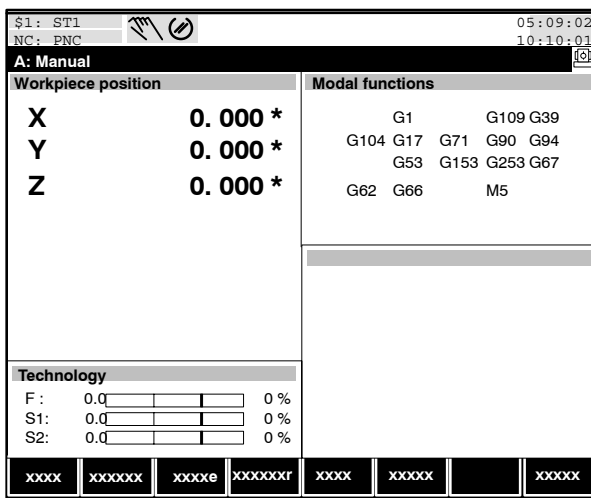 $1: ST1 05:09:02
NC: PNC 10:10:01
A: Manual
Workpiece position
X 0. 000 *
Y 0. 000 *
Z 0. 000 *
Modal functions
G1 G109 G39
G104 G17 G71 G90 G94
G53 G153 G253 G67
G62 G66 M5
Technology
F : 0.0 0 %
S1: 0.0 0 %
S2: 0.0 0 %
xxxx xxxxxx xxxxe xxxxxxr xxxx xxxxx xxxxx